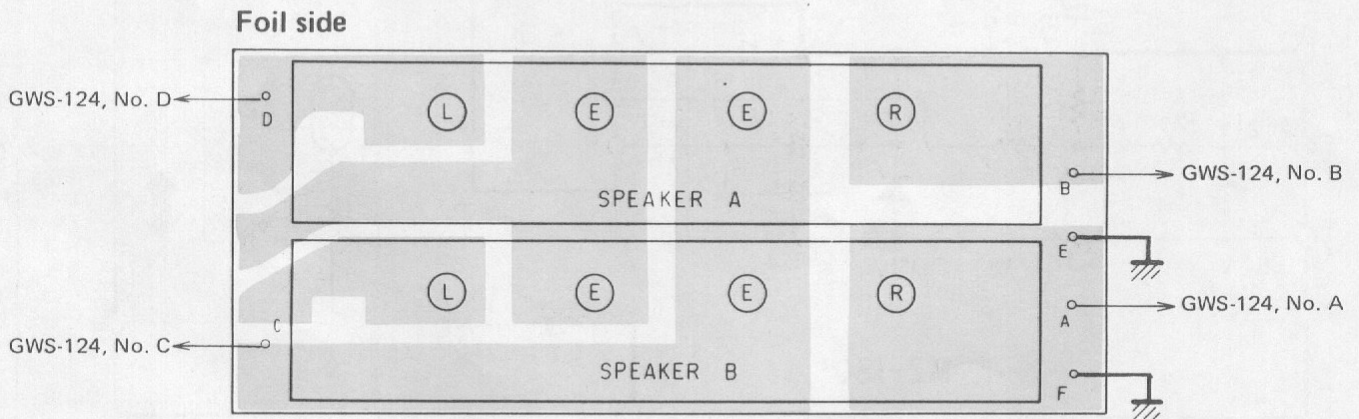 Foil side
GWS-124, No. D
D
L E E R
SPEAKER A
B
GWS-124, No. B
E
L E E R
A
GWS-124, No. A
C
GWS-124, No. C
SPEAKER B
F